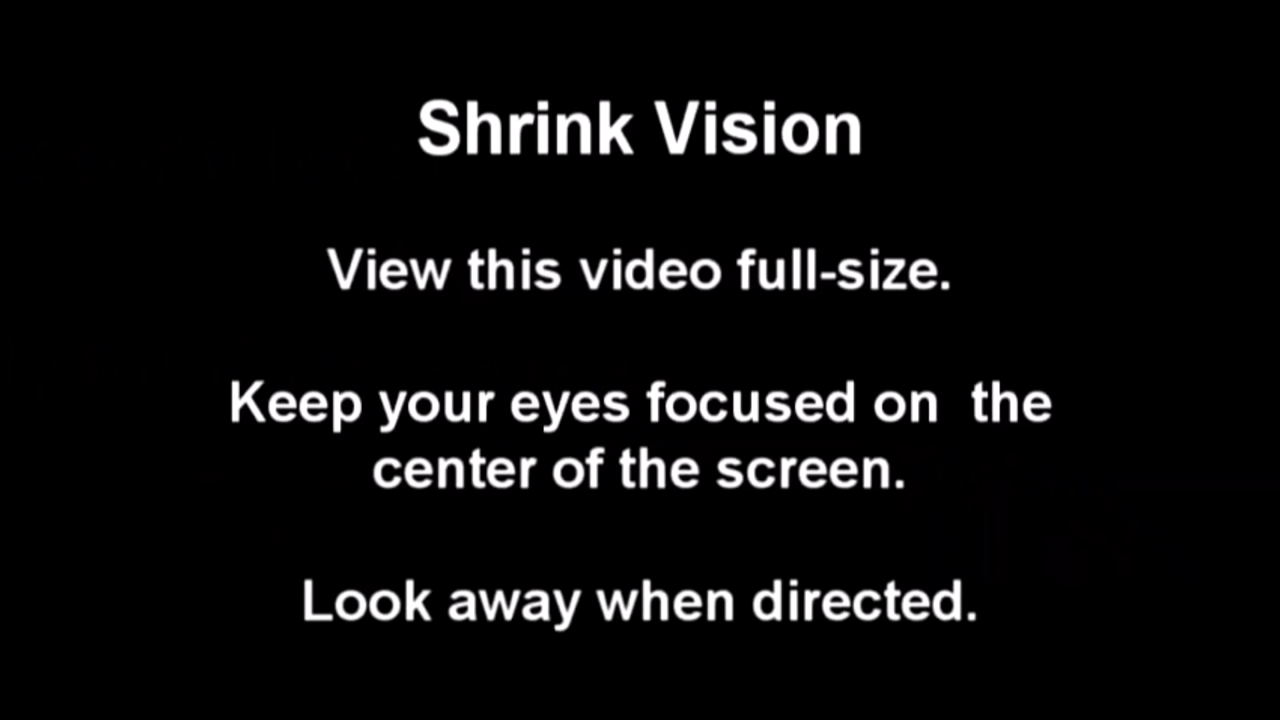 Shrink Vision
View this video full-size.
Keep your eyes focused on  the
center of the screen.
Look away when directed.